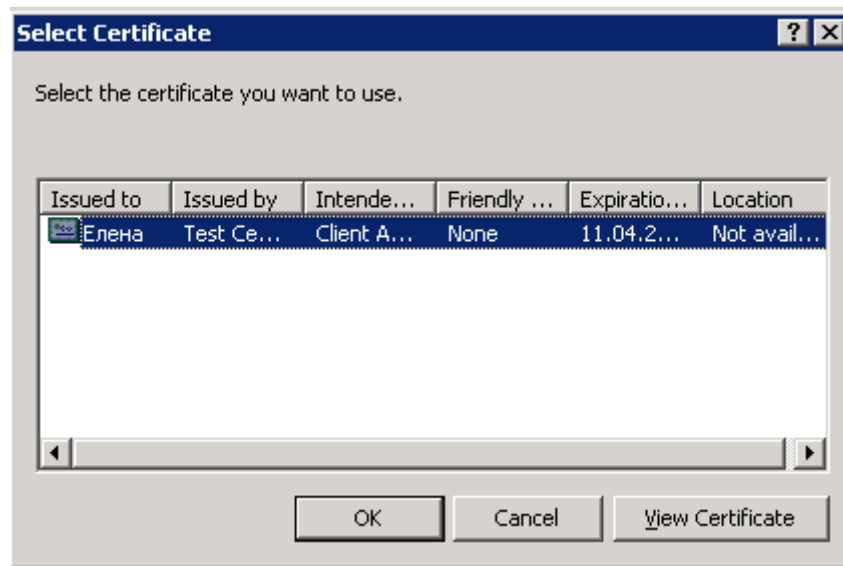 Select Certificate
Select the certificate you want to use.
Issued to Issued by Intende... Friendly ... Expiratio... Location
Елена Test Ce... Client A... None 11.04.2... Not avail...
OK Cancel View Certificate